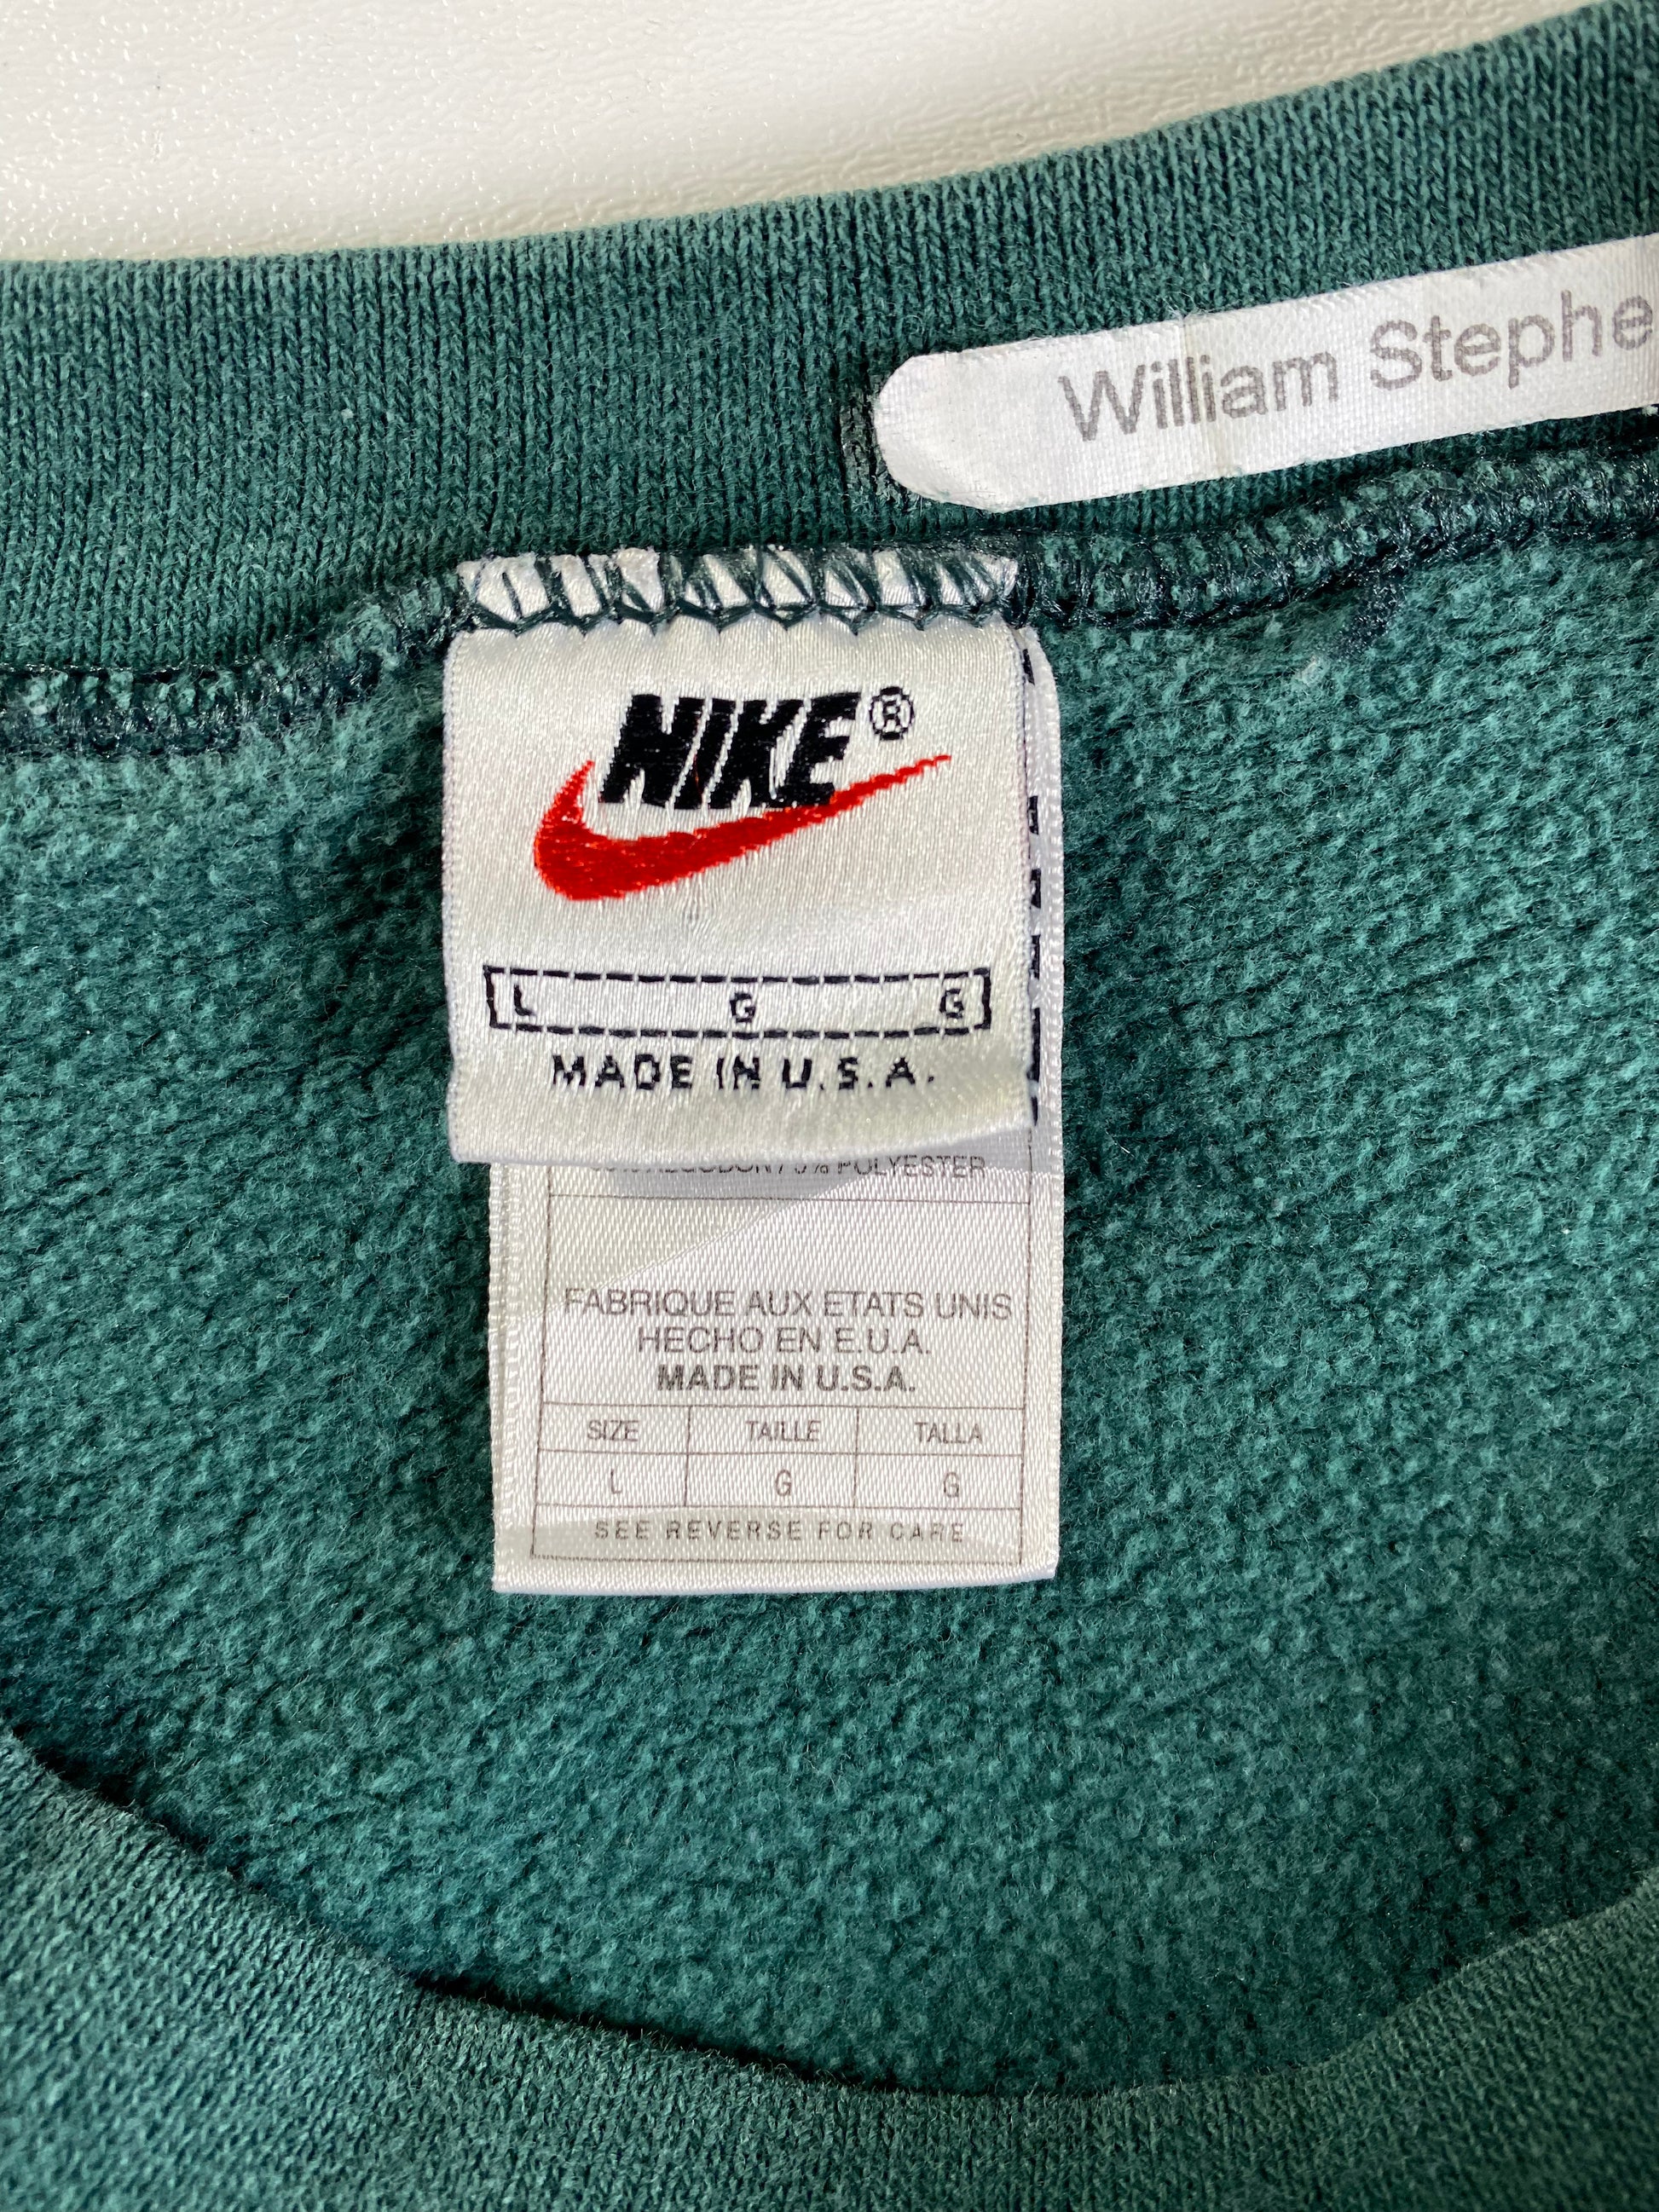 William Stephe
NIKE®
L G G
MADE IN U.S.A.
POLYESTER
FABRIQUE AUX ETATS UNIS
HECHO EN E.U.A.
MADE IN U.S.A.
SIZE TAILLE TALLA
L G G
SEE REVERSE FOR CARE